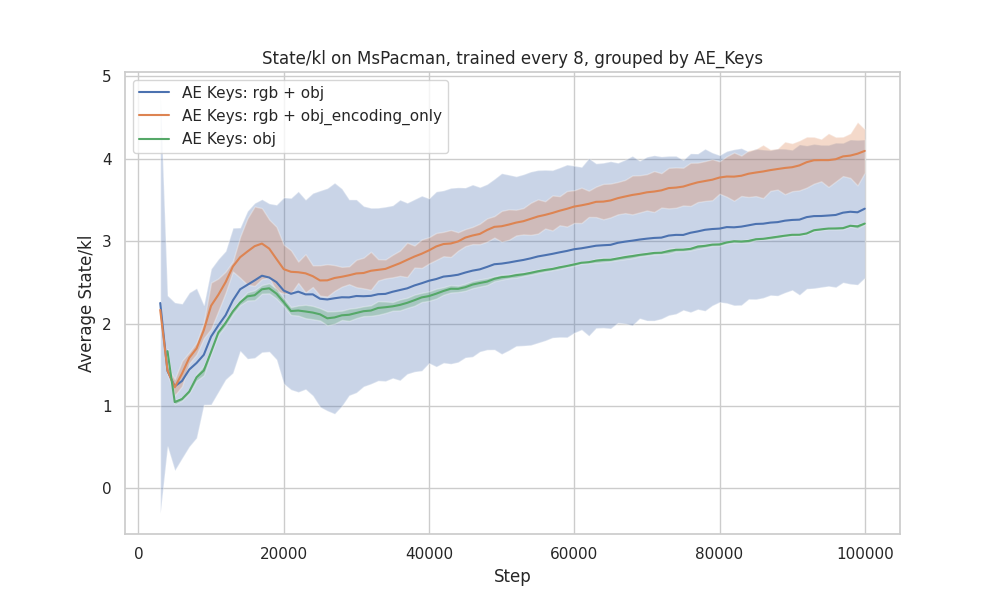 State/kl on MsPacman, trained every 8, grouped by AE_Keys
AE Keys: rgb + obj
AE Keys: rgb + obj_encoding_only
AE Keys: obj
Average State/kl
5
4
3
2
1
0
0 20000 40000 60000 80000 100000
Step